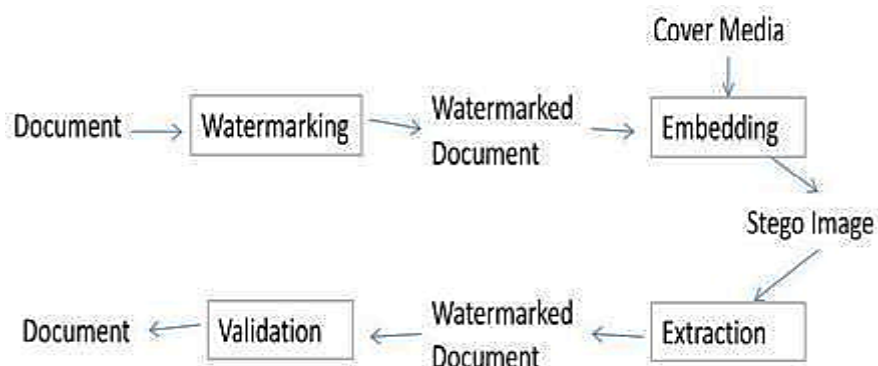 Cover Media
Document
Watermarking
Watermarked
Document
Embedding
Stego Image
Document
Validation
Watermarked
Document
Extraction